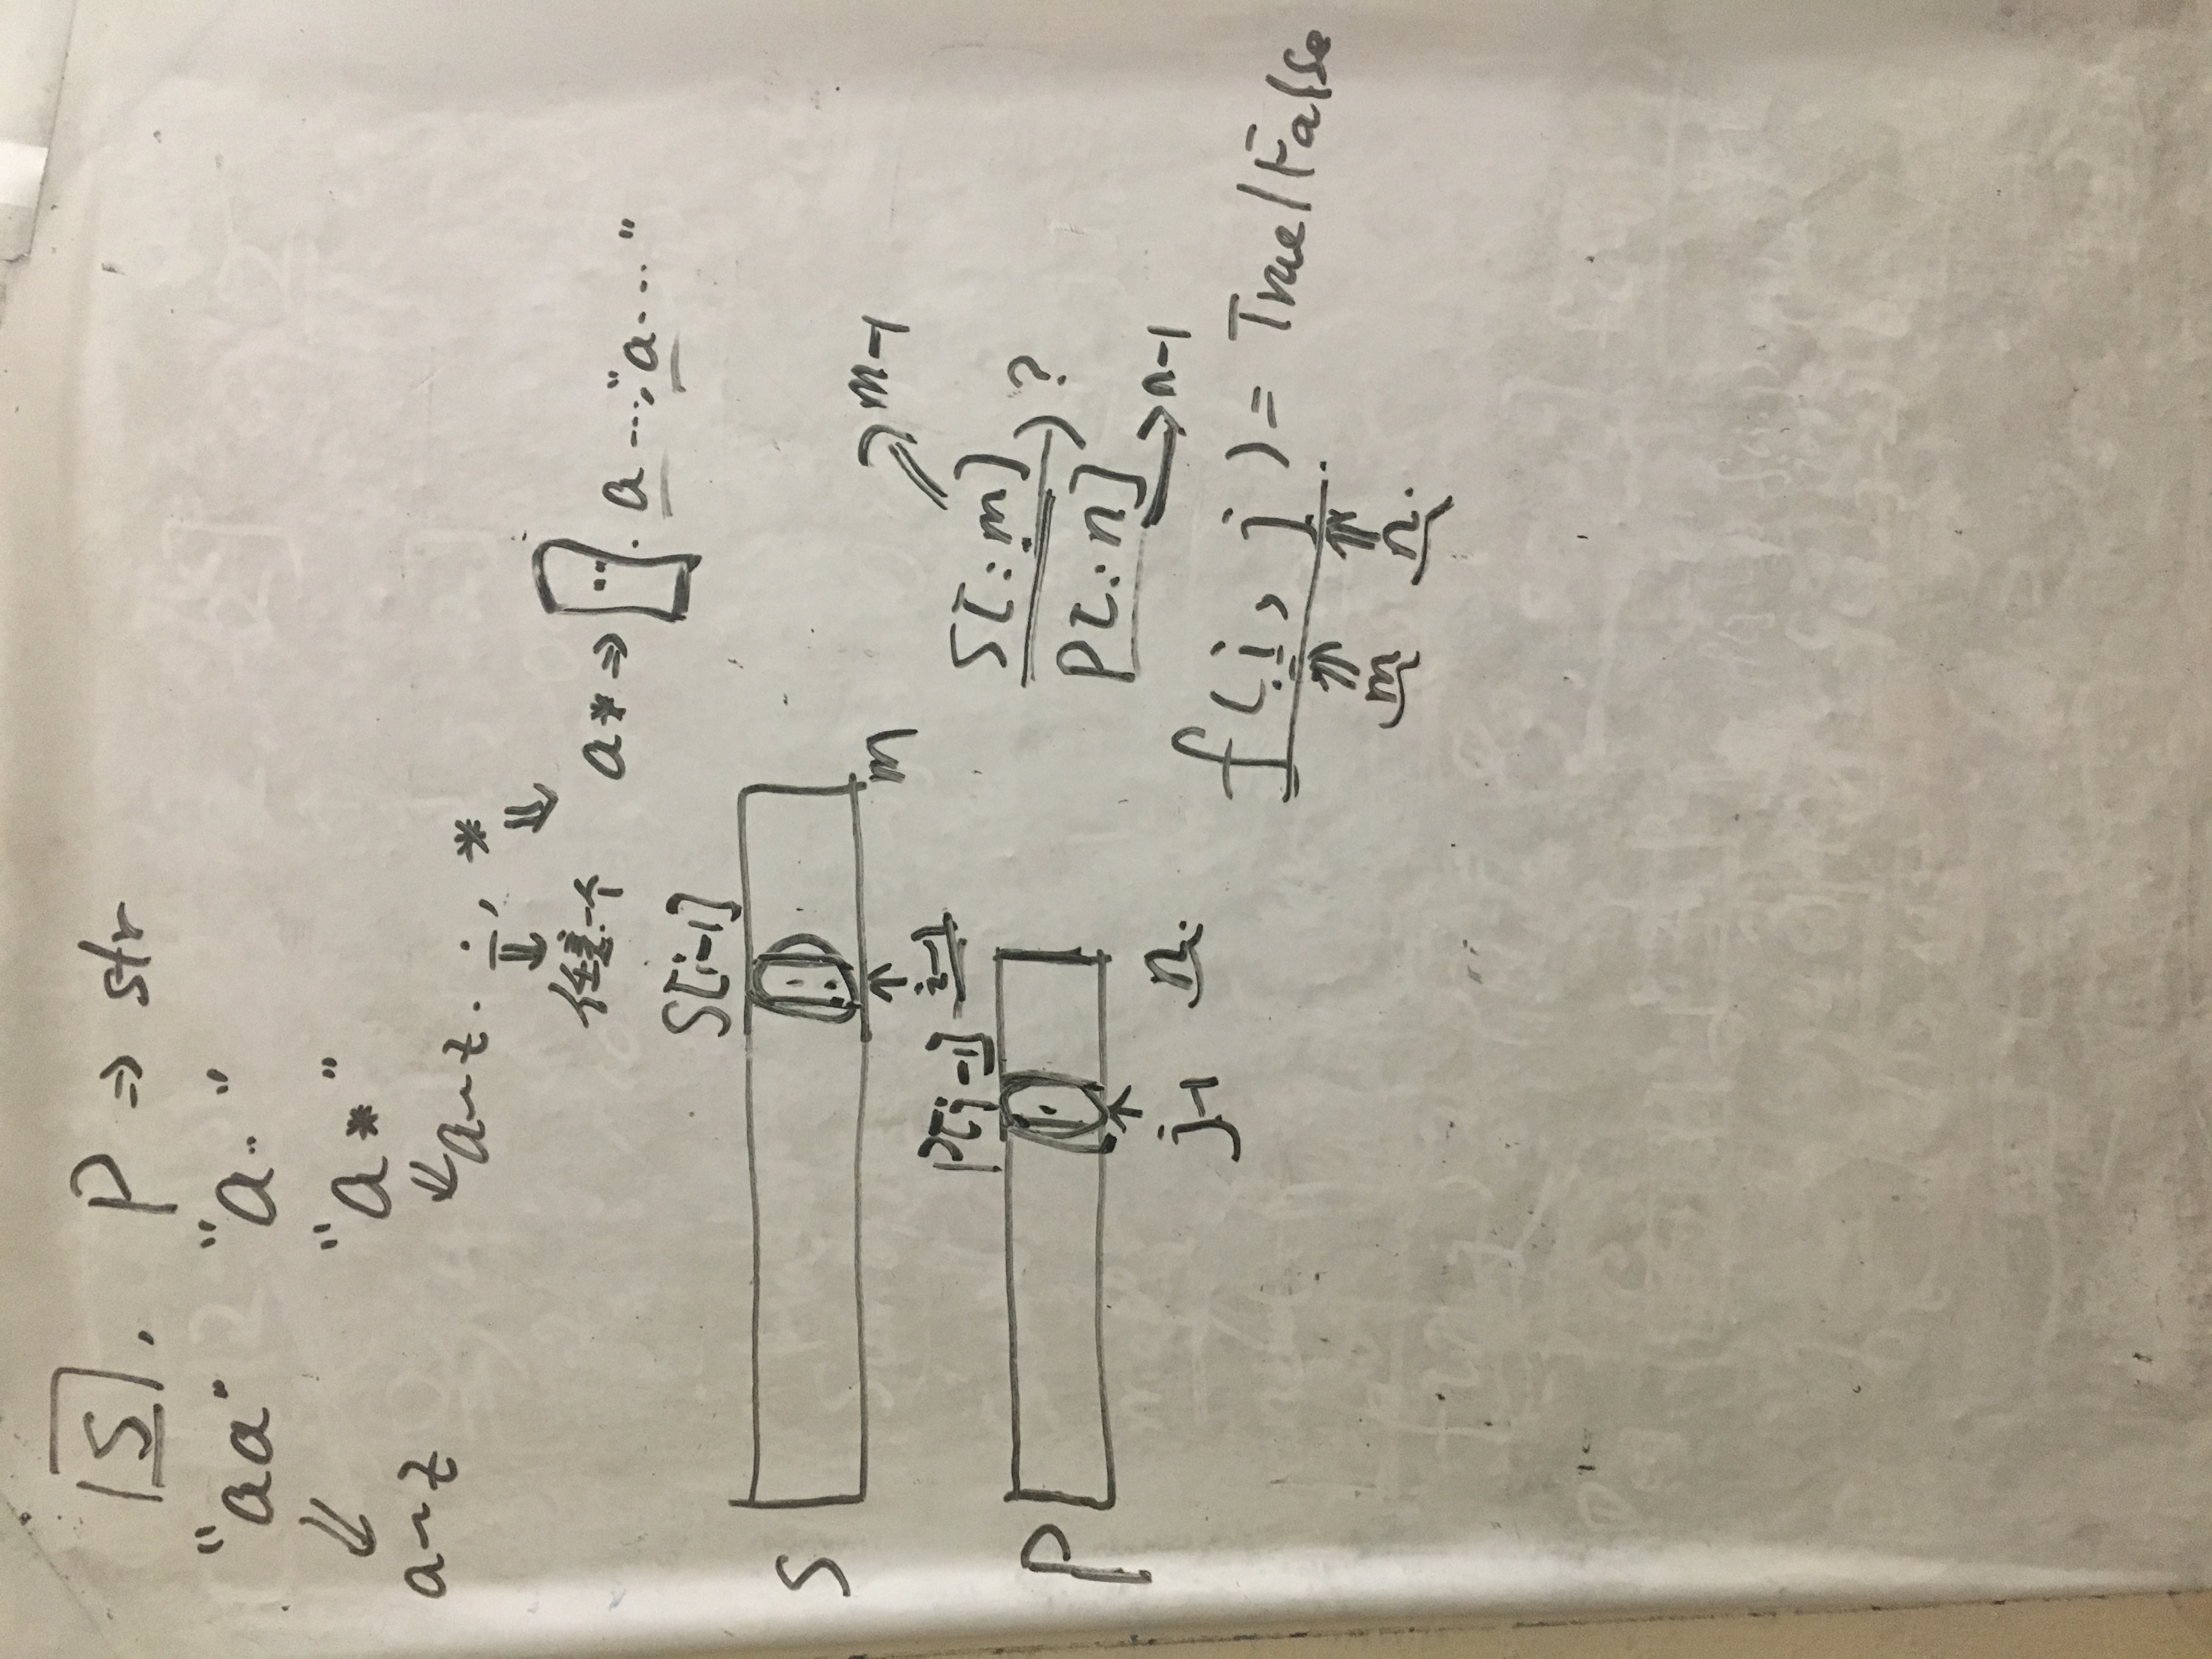 S. P ⇒ str
"aa" "a.."
⇓ "a*"
a~z ⇓ a~z. ., *
⇓ ⇓
任意一个 a* ⇒ "". a ...; "a...."
S[i-1]
S
m
↑ i-1
P[j-1]
P
↑
j-1 n.
m-1
S[:m]
?
P[:n]
→ n-1
f(i, j) = True/False
⇑ ⇑
m n.